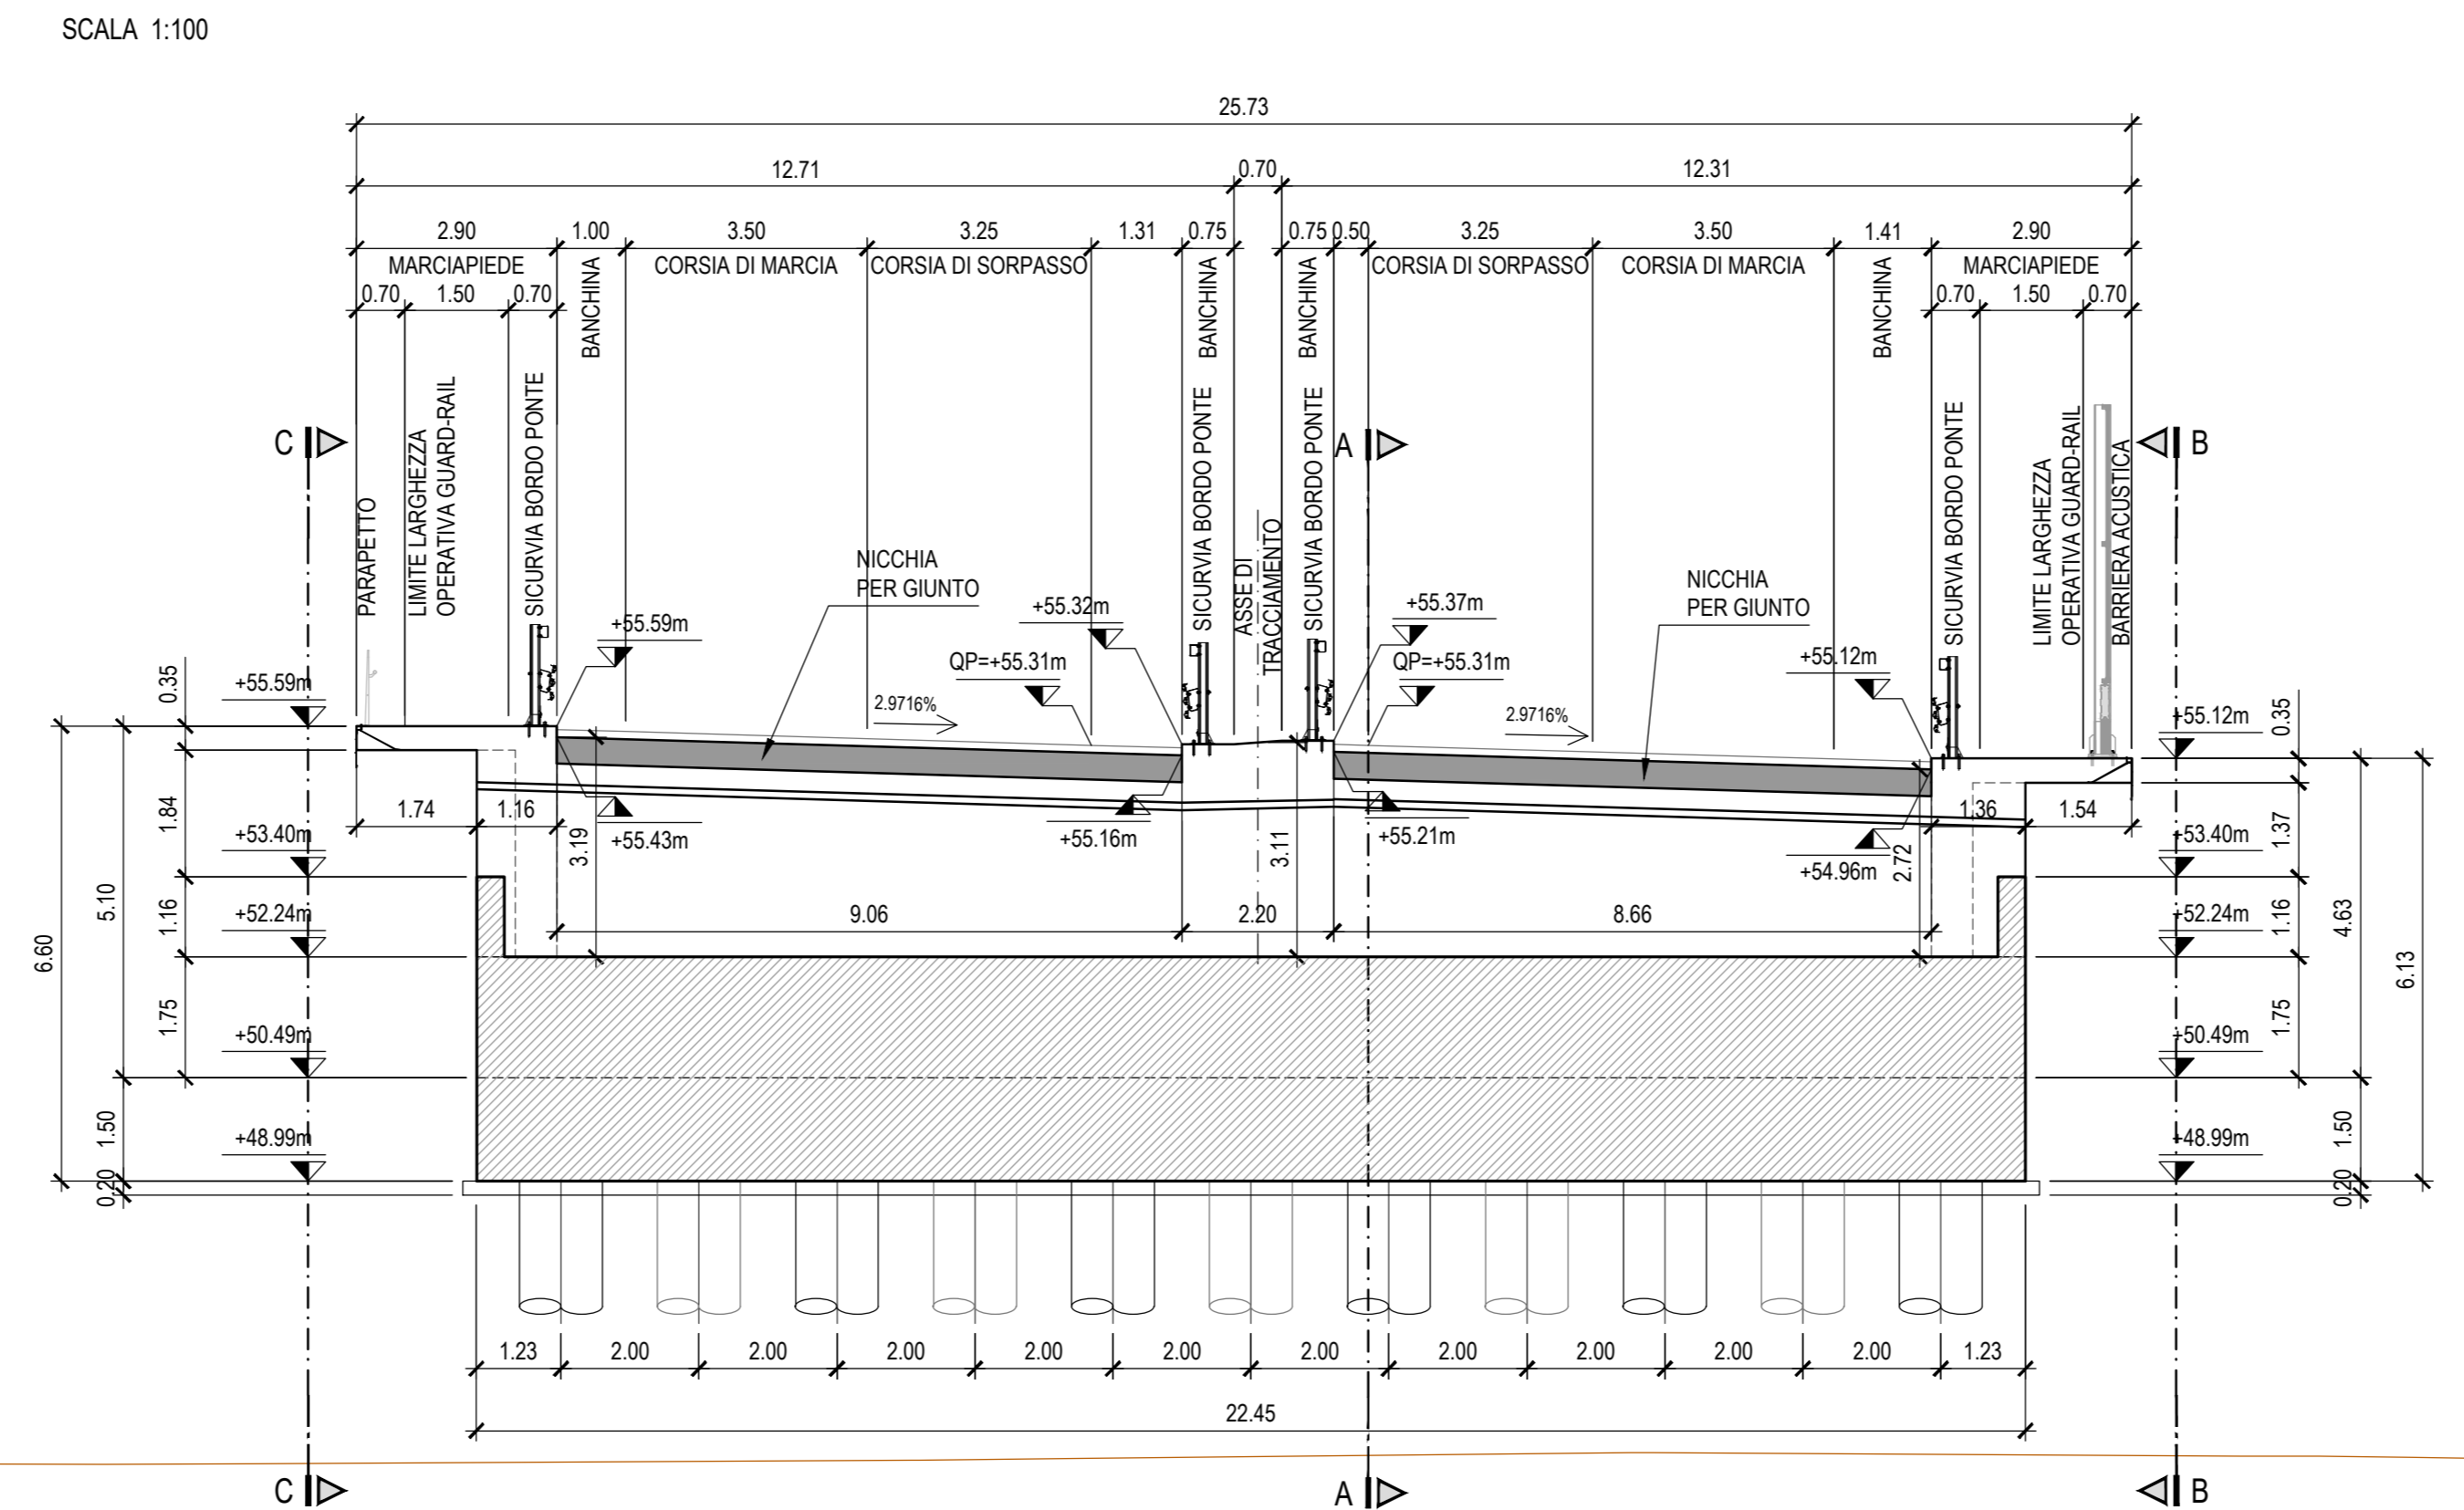 SCALA 1:100
25.73
12.71 0.70 12.31
2.90 1.00 3.50 3.25 1.31 0.75 0.75 0.50 3.25 3.50 1.41 2.90
MARCIAPIEDE
BANCHINA
CORSIA DI MARCIA
CORSIA DI SORPASSO
BANCHINA
BANCHINA
CORSIA DI SORPASSO
CORSIA DI MARCIA
BANCHINA
MARCIAPIEDE
0.70 1.50 0.70
0.70 1.50 0.70
C
A
B
PARAPETTO
LIMITE LARGHEZZA
OPERATIVA GUARD-RAIL
SICURVIA BORDO PONTE
SICURVIA BORDO PONTE
ASSE DI
TRACCIAMENTO
SICURVIA BORDO PONTE
SICURVIA BORDO PONTE
LIMITE LARGHEZZA
OPERATIVA GUARD-RAIL
BARRIERA ACUSTICA
NICCHIA
PER GIUNTO
NICCHIA
PER GIUNTO
+55.59m
+55.32m
+55.37m
+55.12m
QP=+55.31m
QP=+55.31m
2.9716%
2.9716%
+55.59m
+53.40m
+52.24m
+50.49m
+48.99m
0.35
1.84
1.16
1.75
5.10
1.50
0.20
6.60
1.74 1.16
3.19
+55.43m
+55.16m
3.11
+55.21m
+54.96m
2.72
1.36 1.54
9.06 2.20 8.66
+55.12m
+53.40m
+52.24m
+50.49m
+48.99m
0.35
1.37
1.16
1.75
4.63
1.50
0.20
6.13
1.23 2.00 2.00 2.00 2.00 2.00 2.00 2.00 2.00 2.00 2.00 1.23
22.45
C
A
B